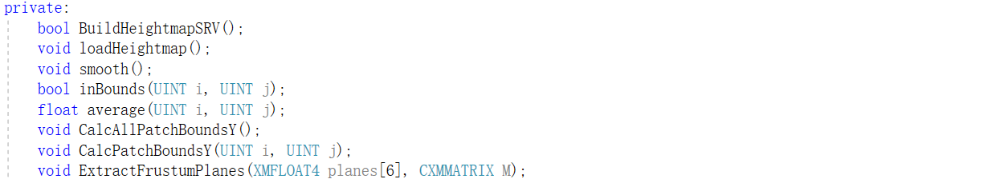 private:
    bool BuildHeightmapSRV();
    void loadHeightmap();
    void smooth();
    bool inBounds(UINT i, UINT j);
    float average(UINT i, UINT j);
    void CalcAllPatchBoundsY();
    void CalcPatchBoundsY(UINT i, UINT j);
    void ExtractFrustumPlanes(XMFLOAT4 planes[6], CXMMATRIX M);